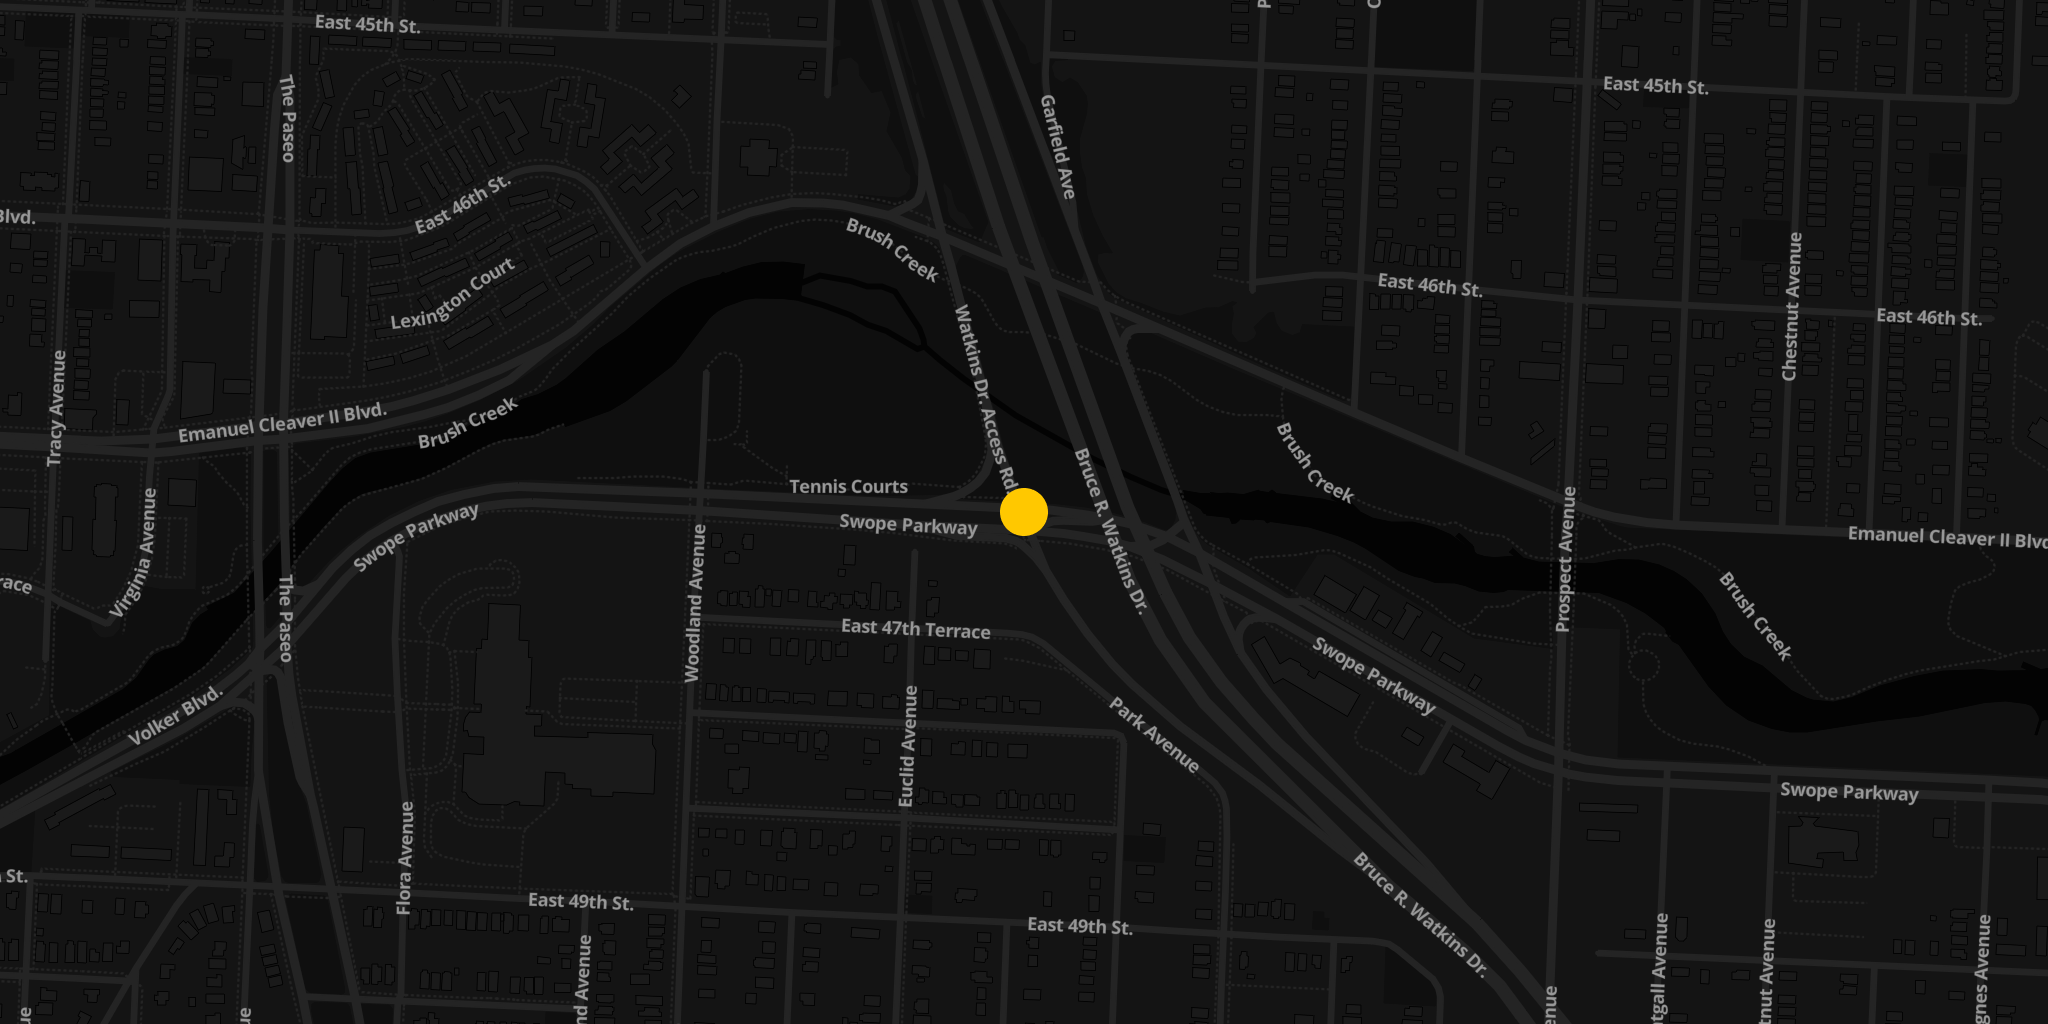 East 45th St.
The Paseo
East 46th St.
Blvd.
Lexington Court
Tracy Avenue
Emanuel Cleaver II Blvd.
Brush Creek
Brush Creek
Garfield Ave
East 45th St.
Chestnut Avenue
East 46th St.
East 46th St.
Watkins Dr. Access Rd.
Bruce R. Watkins Dr.
Brush Creek
Tennis Courts
Swope Parkway
Swope Parkway
Virginia Avenue
Woodland Avenue
Prospect Avenue
Emanuel Cleaver II Blvd
Brush Creek
The Paseo
East 47th Terrace
Swope Parkway
Volker Blvd.
Euclid Avenue
Park Avenue
Swope Parkway
Flora Avenue
East 49th St.
East 49th St.
St.
Bruce R. Watkins Dr.